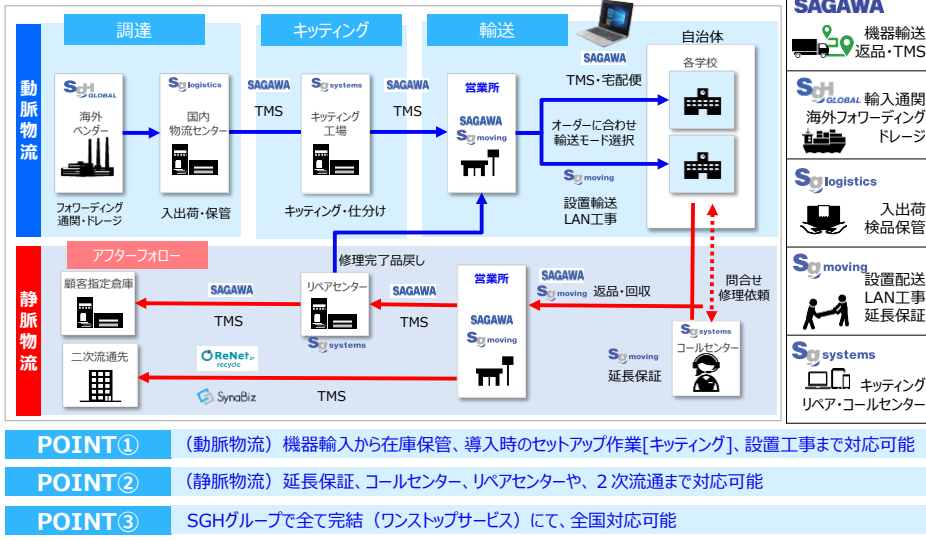 調達
キッティング
輸送
動脈物流
SGH GLOBAL
海外
ベンダー
フォワーディング
通関・ドレージ
Sg logistics
国内
物流センター
入出荷・保管
SAGAWA
TMS
Sg systems
キッティング
工場
キッティング・仕分け
SAGAWA
TMS
営業所
SAGAWA
Sg moving
SAGAWA
TMS・宅配便
オーダーに合わせ
輸送モード選択
Sg moving
設置輸送
LAN工事
自治体
各学校
静脈物流
アフターフォロー
顧客指定倉庫
SAGAWA
TMS
修理完了品戻し
リペアセンター
Sg systems
SAGAWA
TMS
営業所
SAGAWA
Sg moving
SAGAWA
Sg moving 返品・回収
問合せ
修理依頼
二次流通先
ReNet
recycle
SynaBiz
TMS
Sg moving
延長保証
Sg systems
コールセンター
SAGAWA
機器輸送
返品・TMS
SGH GLOBAL 輸入通関
海外フォワーディング
ドレージ
Sg logistics
入出荷
検品保管
Sg moving
設置配送
LAN工事
延長保証
Sg systems
キッティング
リペア・コールセンター
POINT① （動脈物流）機器輸入から在庫保管、導入時のセットアップ作業[キッティング]、設置工事まで対応可能
POINT② （静脈物流）延長保証、コールセンター、リペアセンターや、２次流通まで対応可能
POINT③ SGHグループで全て完結（ワンストップサービス）にて、全国対応可能